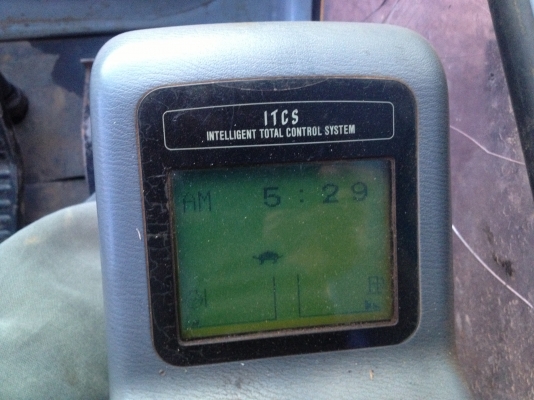 ITCS
INTELLIGENT TOTAL CONTROL SYSTEM
AM 5:29